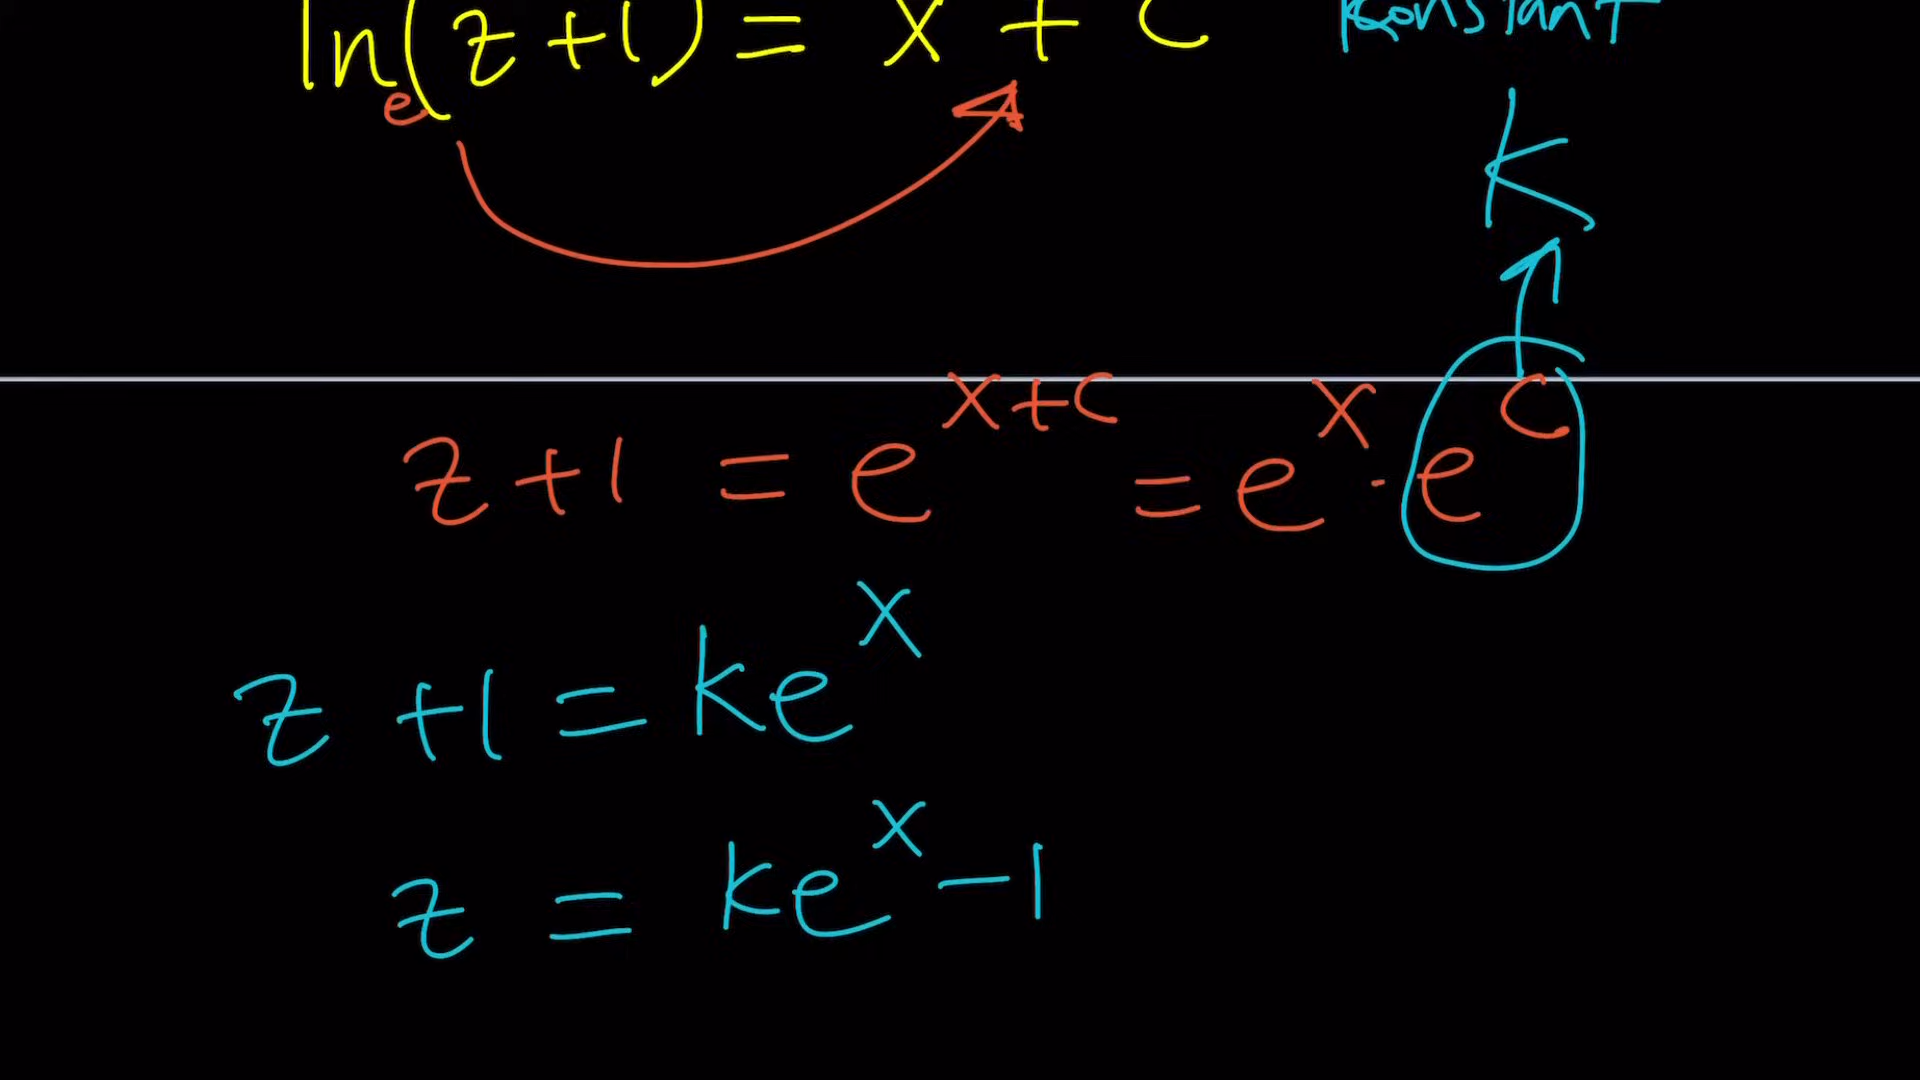 ln(z+1) = x + c Konstant
e
K
z+1 = e^{x+c} = e^x · e^c
z+1 = ke^x
z = ke^x - 1